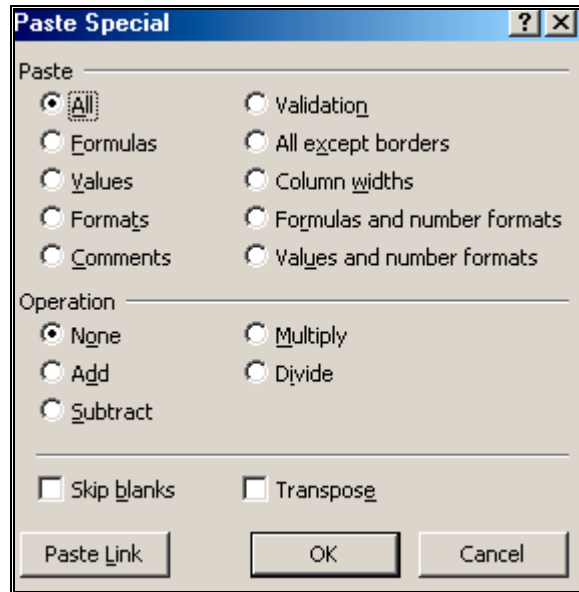 Paste Special
Paste
All Validation
Formulas All except borders
Values Column widths
Formats Formulas and number formats
Comments Values and number formats
Operation
None Multiply
Add Divide
Subtract
Skip blanks Transpose
Paste Link OK Cancel